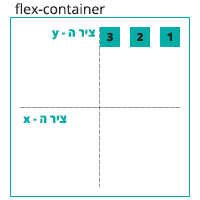 flex-container
ציר ה - y
3 2 1
ציר ה - x